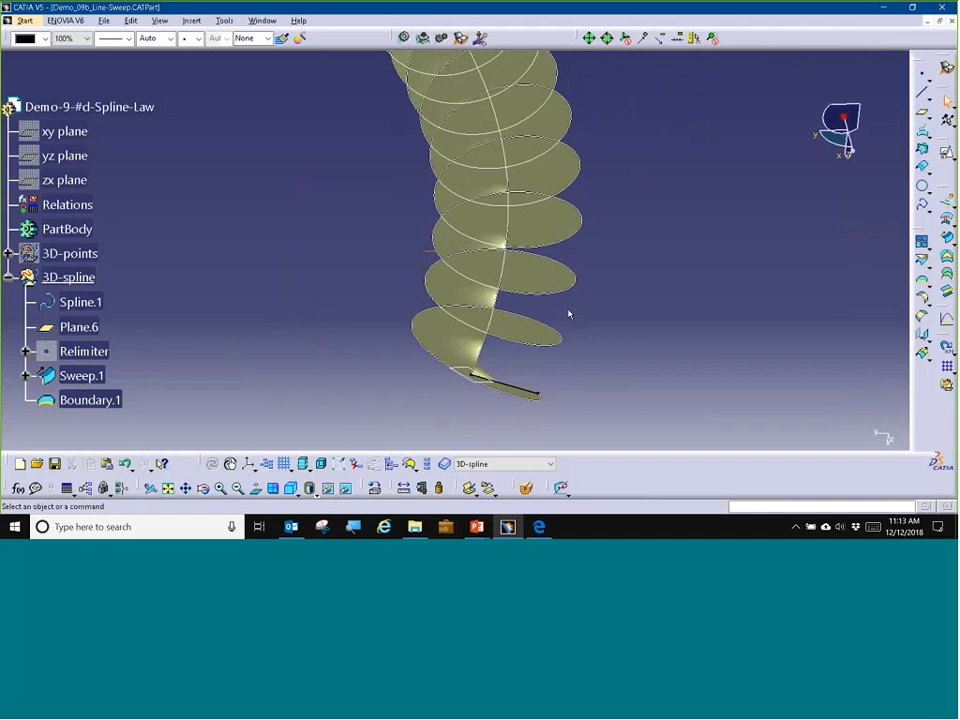 CATIA V5 - [Demo_09b_Line-Sweep.CATPart]
Start ENOVIA V6 File Edit View Insert Tools Window Help
100% Auto Aut None
Demo-9-#d-Spline-Law
xy plane
yz plane
zx plane
Relations
PartBody
3D-points
3D-spline
Spline.1
Plane.6
Relimiter
Sweep.1
Boundary.1
y
x
3D-spline
f(x)
CATIA
Select an object or a command
Type here to search
11:13 AM
12/12/2018